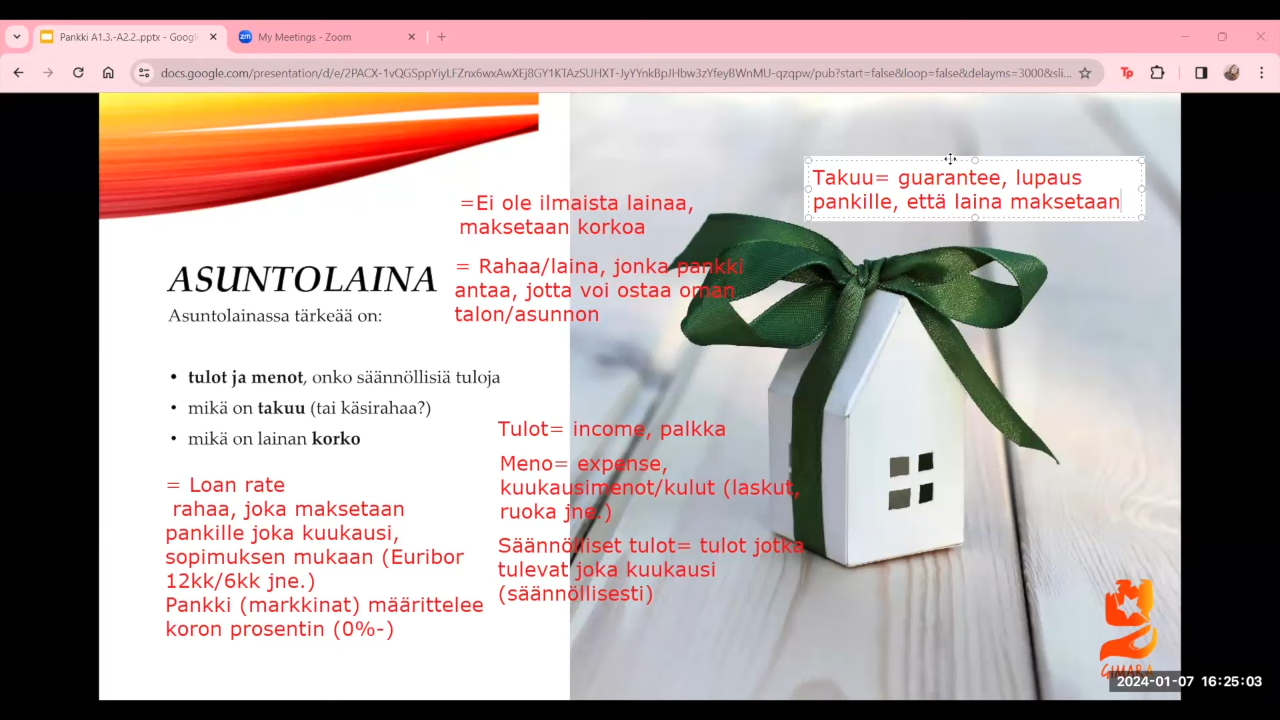 Pankki A1.3.-A2.2..pptx - Googl
My Meetings - Zoom
docs.google.com/presentation/d/e/2PACX-1vQGSppYiyLFZnx6wxAwXEj8GY1KTAzSUHXT-JyYYnkBpJHbw3zYfeyBWnMU-qzqpw/pub?start=false&loop=false&delayms=3000&sli...
Takuu= guarantee, lupaus
pankille, että laina maksetaan
=Ei ole ilmaista lainaa,
maksetaan korkoa
= Rahaa/laina, jonka pankki
antaa, jotta voi ostaa oman
talon/asunnon
ASUNTOLAINA
Asuntolainassa tärkeää on:
• tulot ja menot, onko säännöllisiä tuloja
• mikä on takuu (tai käsirahaa?)
• mikä on lainan korko
Tulot= income, palkka
Meno= expense,
kuukausimenot/kulut (laskut,
ruoka jne.)
Säännölliset tulot= tulot jotka
tulevat joka kuukausi
(säännöllisesti)
= Loan rate
rahaa, joka maksetaan
pankille joka kuukausi,
sopimuksen mukaan (Euribor
12kk/6kk jne.)
Pankki (markkinat) määrittelee
koron prosentin (0%-)
GIMARA
2024-01-07 16:25:03